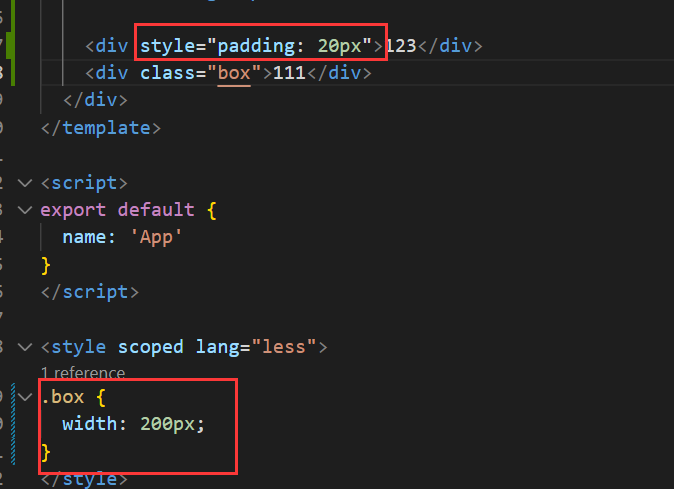 <div style="padding: 20px">123</div>
<div class="box">111</div>
</div>
</template>
<script>
export default {
name: 'App'
}
</script>
<style scoped lang="less">
1 reference
.box {
width: 200px;
}
</style>